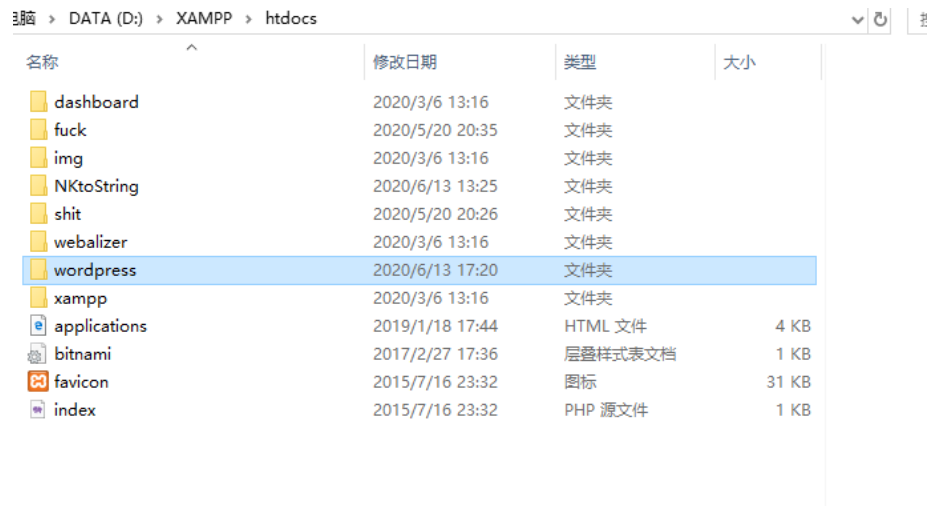 电脑 > DATA (D:) > XAMPP > htdocs
名称 修改日期 类型 大小
dashboard 2020/3/6 13:16 文件夹
fuck 2020/5/20 20:35 文件夹
img 2020/3/6 13:16 文件夹
NKtoString 2020/6/13 13:25 文件夹
shit 2020/5/20 20:26 文件夹
webalizer 2020/3/6 13:16 文件夹
wordpress 2020/6/13 17:20 文件夹
xampp 2020/3/6 13:16 文件夹
applications 2019/1/18 17:44 HTML 文件 4 KB
bitnami 2017/2/27 17:36 层叠样式表文档 1 KB
favicon 2015/7/16 23:32 图标 31 KB
index 2015/7/16 23:32 PHP 源文件 1 KB